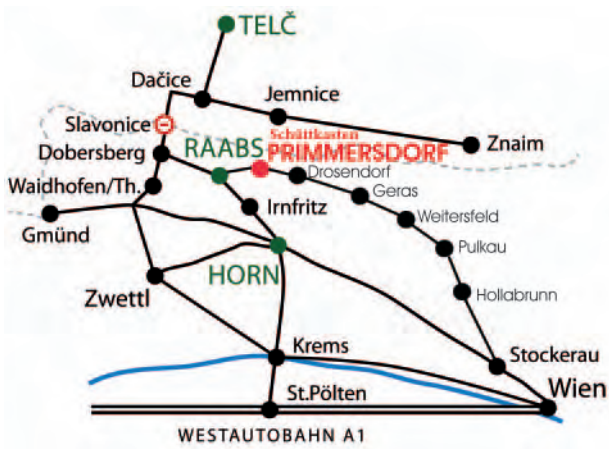 TELČ
Dačice
Jemnice
Slavonice
Schüttkasten
Znaim
Dobersberg
RAABS
PRIMMERSDORF
Drosendorf
Waidhofen/Th.
Geras
Irnfritz
Weitersfeld
Gmünd
Pulkau
HORN
Zwettl
Hollabrunn
Krems
Stockerau
St.Pölten
Wien
WESTAUTOBAHN A1